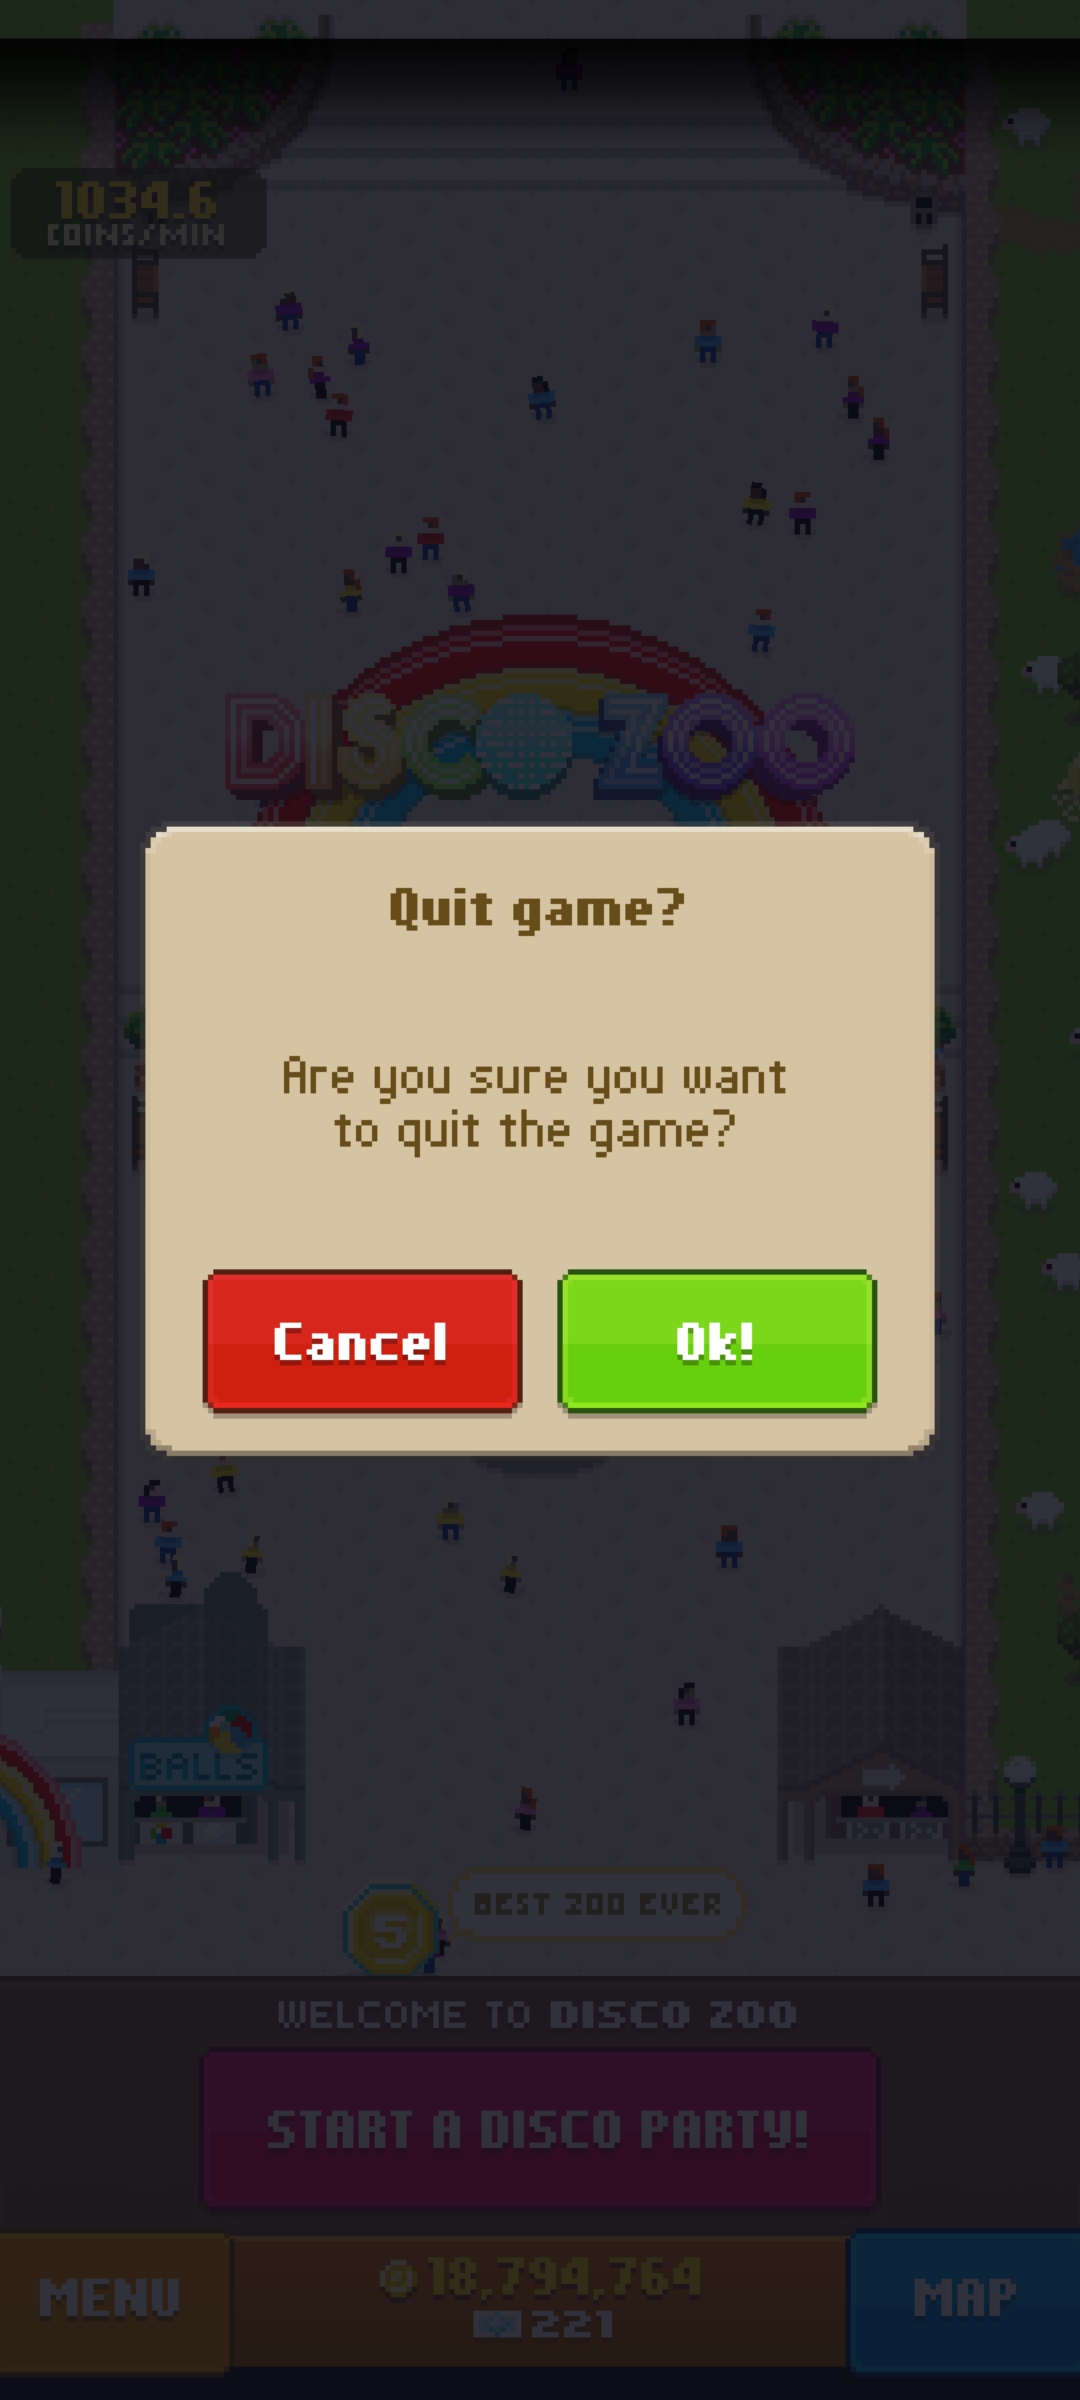 1034.6
COINS/MIN
DISCO ZOO
Quit game?
Are you sure you want
to quit the game?
Cancel
Ok!
BALLS
5
BEST ZOO EVER
WELCOME TO DISCO ZOO
START A DISCO PARTY!
18,794,764
MENU
MAP
221